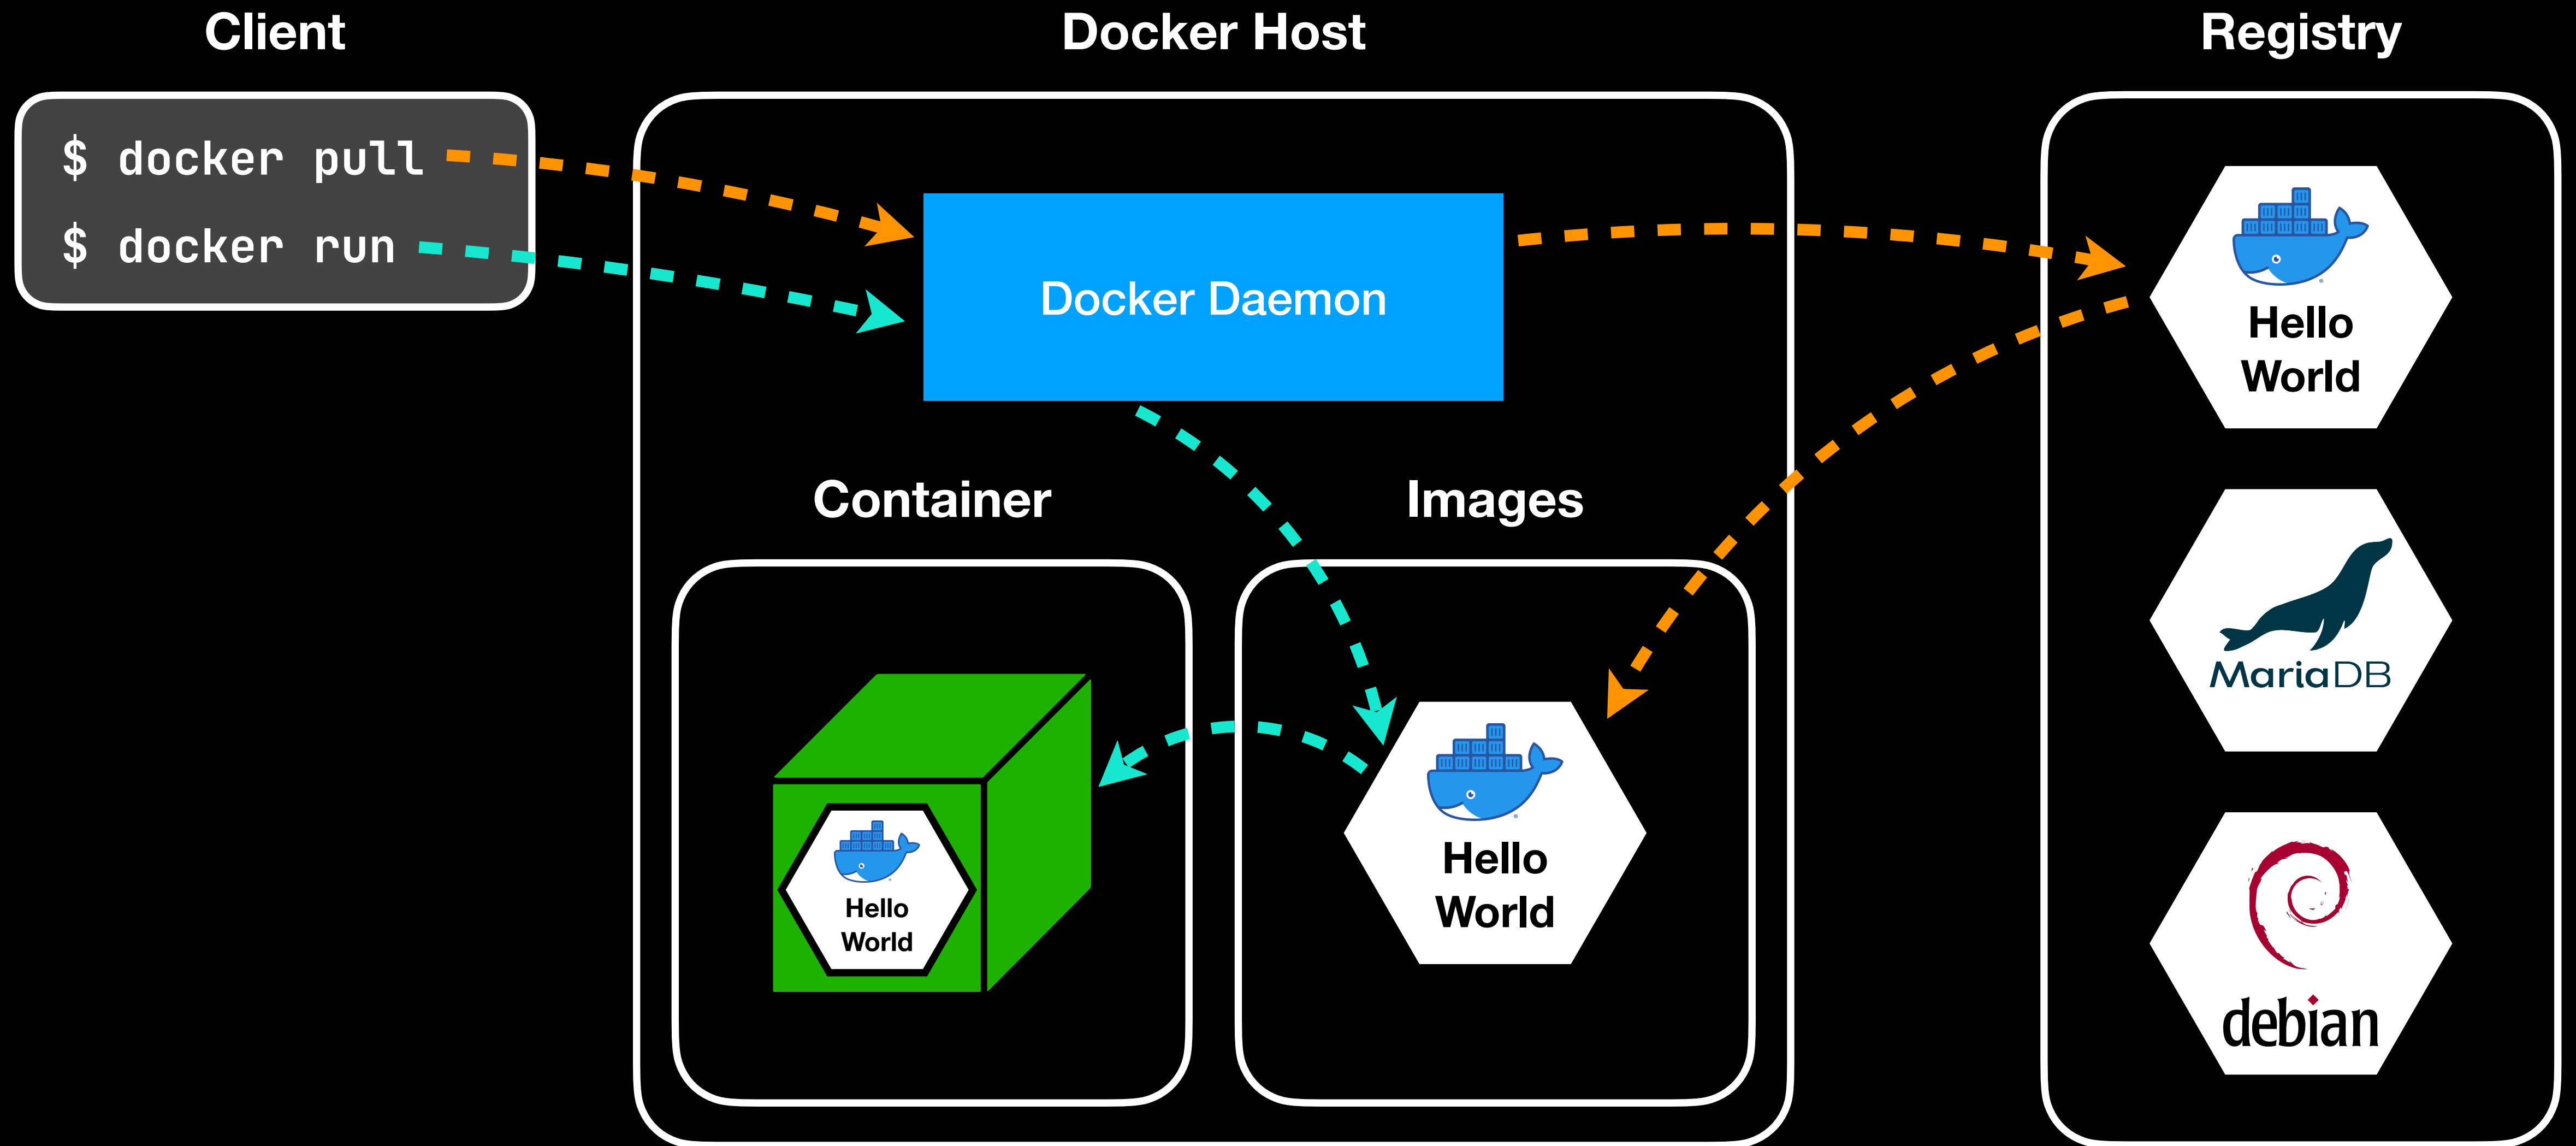 Client
Docker Host
Registry
$ docker pull
$ docker run
Docker Daemon
Hello
World
Container
Images
MariaDB
Hello
World
Hello
World
debian